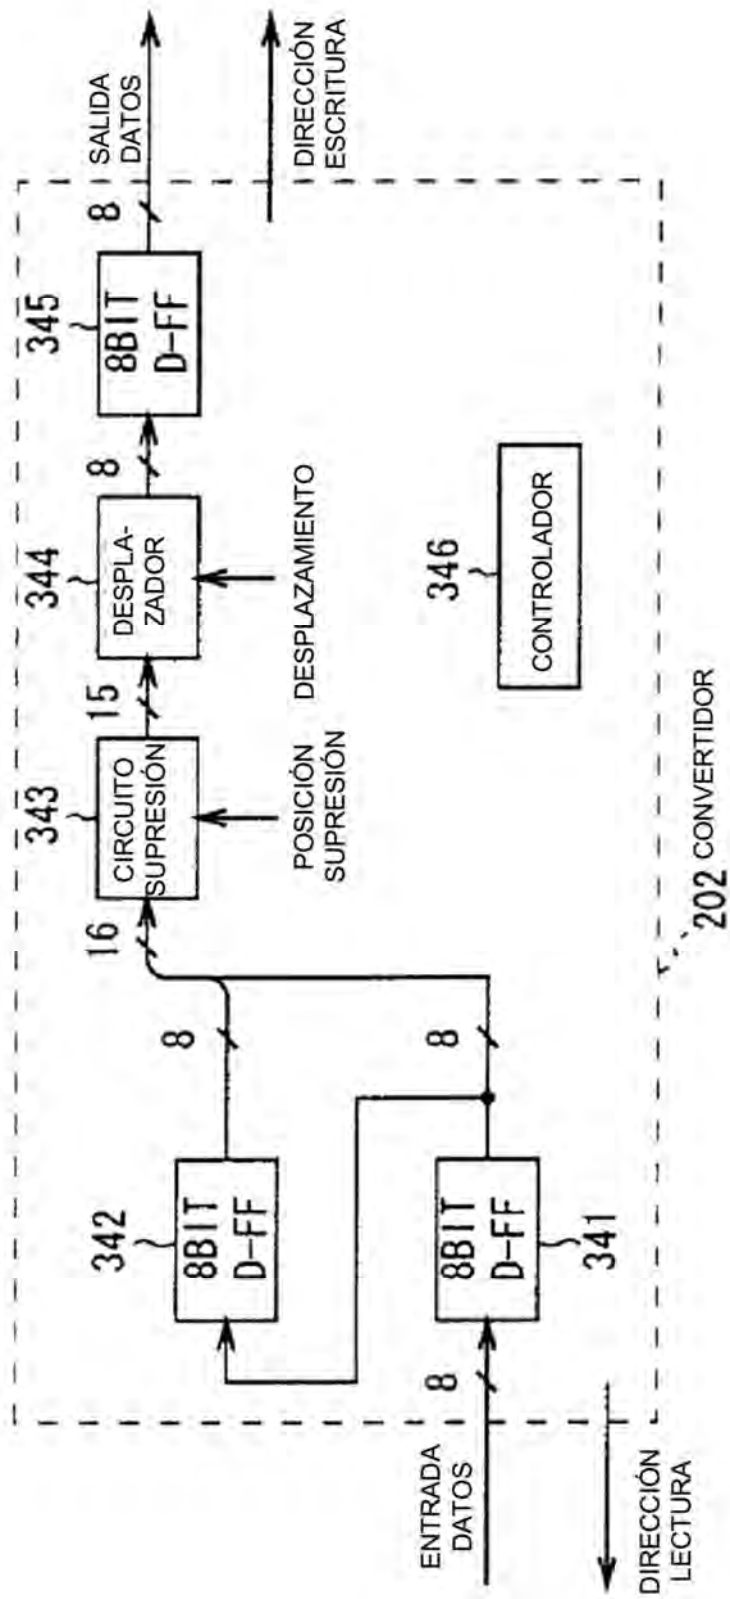 ENTRADA
DATOS
8
341
8BIT
D-FF
8
342
8BIT
D-FF
8
16
343
CIRCUITO
SUPRESIÓN
POSICIÓN
SUPRESIÓN
15
344
DESPLA-
ZADOR
DESPLAZAMIENTO
8
345
8BIT
D-FF
8
SALIDA
DATOS
DIRECCIÓN
ESCRITURA
346
CONTROLADOR
DIRECCIÓN
LECTURA
202 CONVERTIDOR